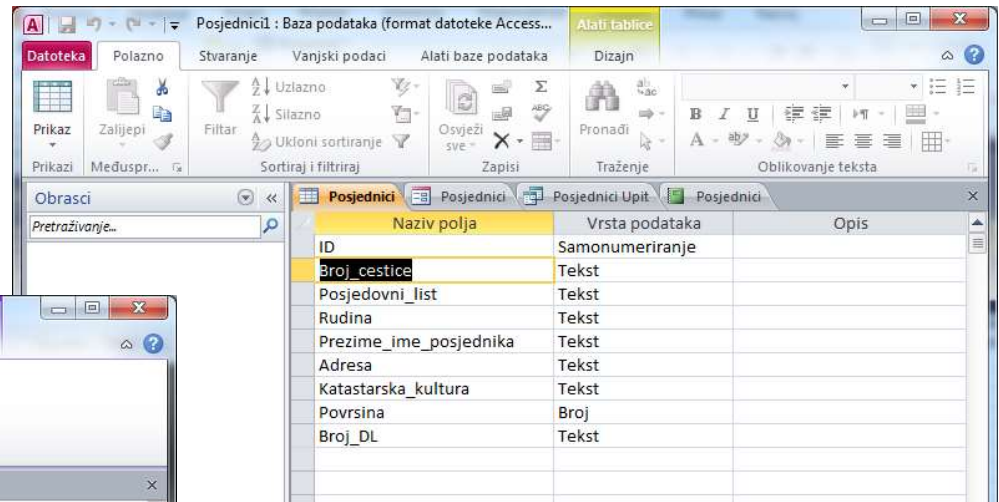 Posjednici1 : Baza podataka (format datoteke Access...
Alati tablice
Datoteka Polazno Stvaranje Vanjski podaci Alati baze podataka Dizajn
Prikaz
Zalijepi
Filtar
Uzlazno
Silazno
Ukloni sortiranje
Osvježi sve
Pronađi
B I U
Prikazi Međuspr... Sortiraj i filtriraj Zapisi Traženje Oblikovanje teksta
Obrasci
Pretraživanje...
Posjednici Posjednici Posjednici Upit Posjednici
Naziv polja Vrsta podataka Opis
ID Samonumeriranje
Broj_cestice Tekst
Posjedovni_list Tekst
Rudina Tekst
Prezime_ime_posjednika Tekst
Adresa Tekst
Katastarska_kultura Tekst
Povrsina Broj
Broj_DL Tekst